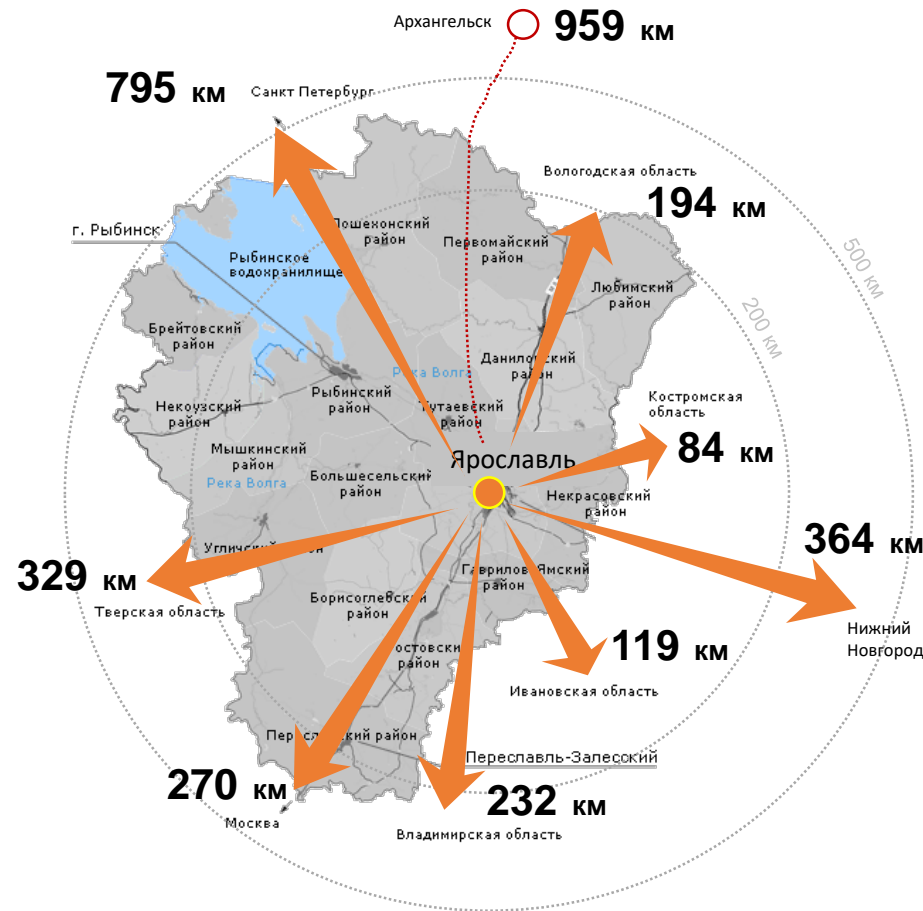 Архангельск
959 км
795 км
Санкт Петербург
Вологодская область
194 км
г. Рыбинск
Пошехонский
район
Первомайский
район
500 км
Рыбинское
водохранилище
Любимский
район
200 км
Брейтовский
район
Даниловский
район
Река Волга
Рыбинский
район
Костромская
область
Некоузский
район
Тутаевский
район
84 км
Мышкинский
район
Ярославль
Большесельский
район
Река Волга
Некрасовский
район
364 км
Угличский район
329 км
Тверская область
Гаврилов-Ямский
район
Борисоглебский
район
Нижний
Новгород
119 км
Ростовский
район
Ивановская область
Переславский район
Переславль-Залесский
270 км
232 км
Москва
Владимирская область